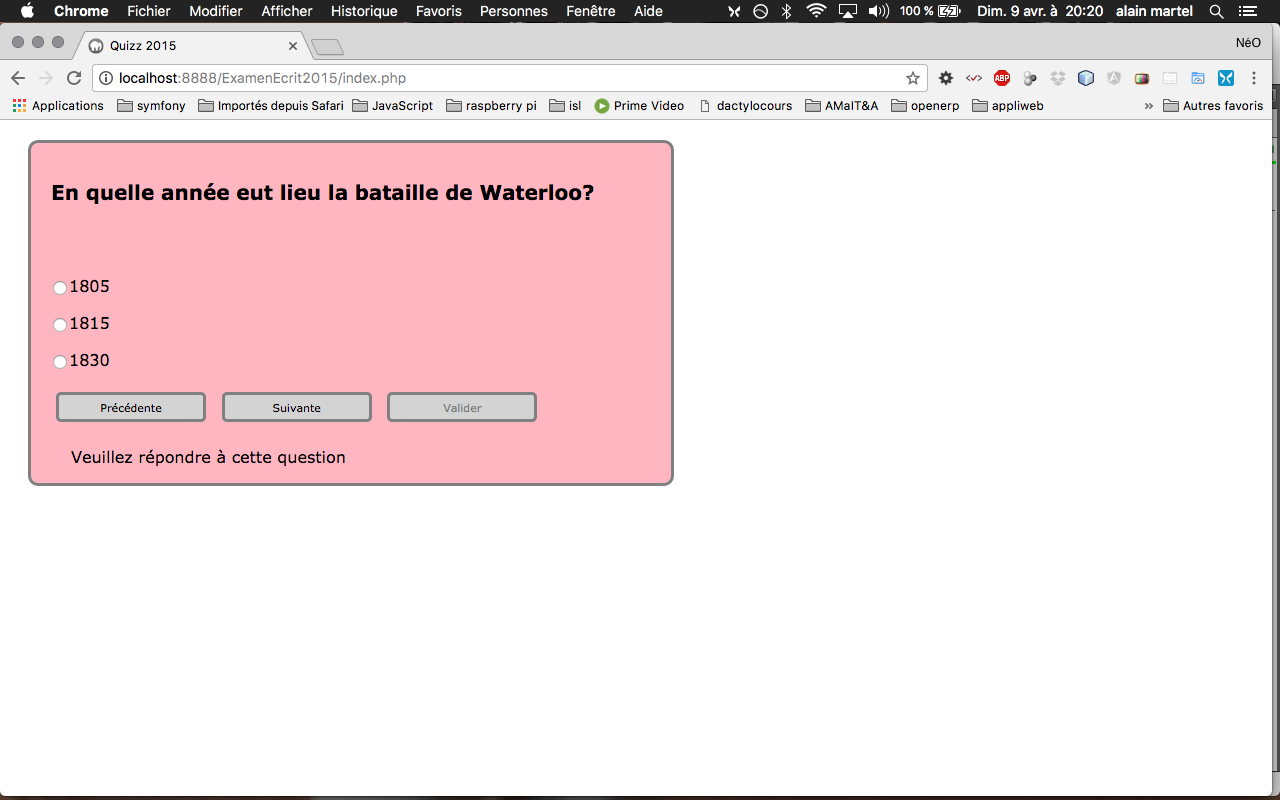 Chrome Fichier Modifier Afficher Historique Favoris Personnes Fenêtre Aide 100 % Dim. 9 avr. à 20:20 alain martel
Quizz 2015 NéO
localhost:8888/ExamenEcrit2015/index.php ABP
Applications symfony Importés depuis Safari JavaScript raspberry pi isl Prime Video dactylocours AMaIT&A openerp appliweb » Autres favoris
En quelle année eut lieu la bataille de Waterloo?
1805
1815
1830
Précédente Suivante Valider
Veuillez répondre à cette question